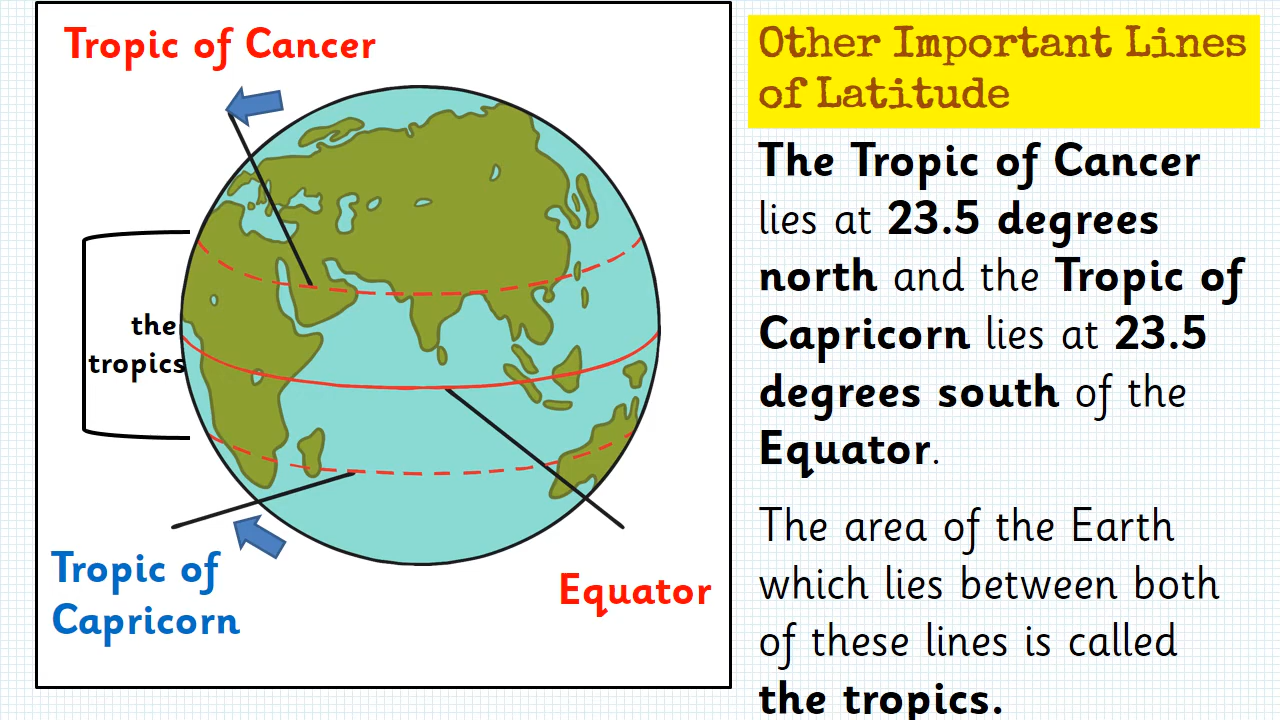 Tropic of Cancer
the
tropics
Tropic of
Capricorn
Equator
Other Important Lines
of Latitude
The Tropic of Cancer
lies at 23.5 degrees
north and the Tropic of
Capricorn lies at 23.5
degrees south of the
Equator.
The area of the Earth
which lies between both
of these lines is called
the tropics.